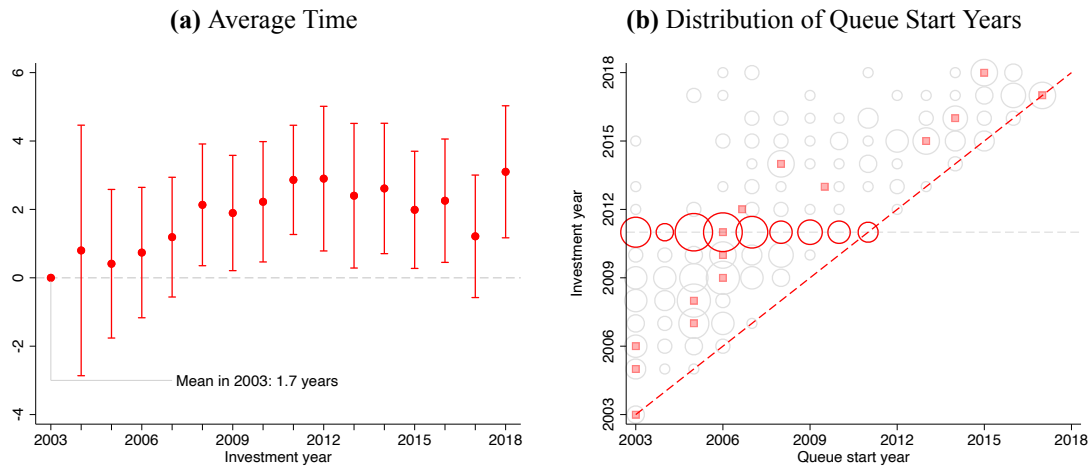 (a) Average Time
6
4
2
0
-2
-4
Mean in 2003: 1.7 years
2003 2006 2009 2012 2015 2018
Investment year
(b) Distribution of Queue Start Years
Investment year
2018
2015
2012
2009
2006
2003
2003 2006 2009 2012 2015 2018
Queue start year